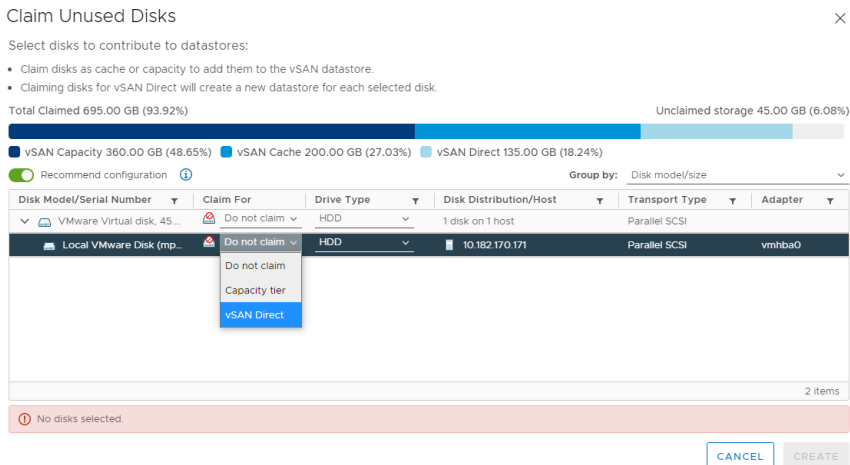 Claim Unused Disks
Select disks to contribute to datastores:
Claim disks as cache or capacity to add them to the vSAN datastore.
Claiming disks for vSAN Direct will create a new datastore for each selected disk.
Total Claimed 695.00 GB (93.92%) Unclaimed storage 45.00 GB (6.08%)
vSAN Capacity 360.00 GB (48.65%) vSAN Cache 200.00 GB (27.03%) vSAN Direct 135.00 GB (18.24%)
Recommend configuration Group by: Disk model/size
Disk Model/Serial Number Claim For Drive Type Disk Distribution/Host Transport Type Adapter
VMware Virtual disk, 45.... Do not claim HDD 1 disk on 1 host Parallel SCSI
Local VMware Disk (mp... Do not claim HDD 10.182.170.171 Parallel SCSI vmhba0
Do not claim
Capacity tier
vSAN Direct
2 items
No disks selected.
CANCEL CREATE